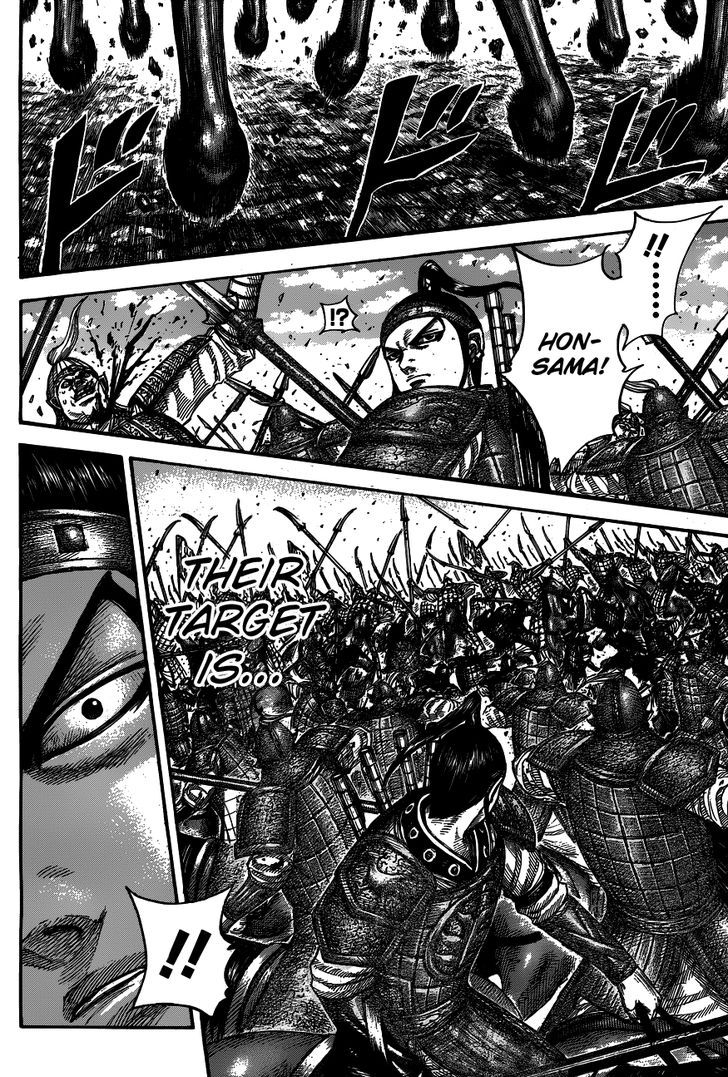 ド
ド
ド
!!
......
HON-
SAMA!
!?
THEIR
TARGET
IS...
!!